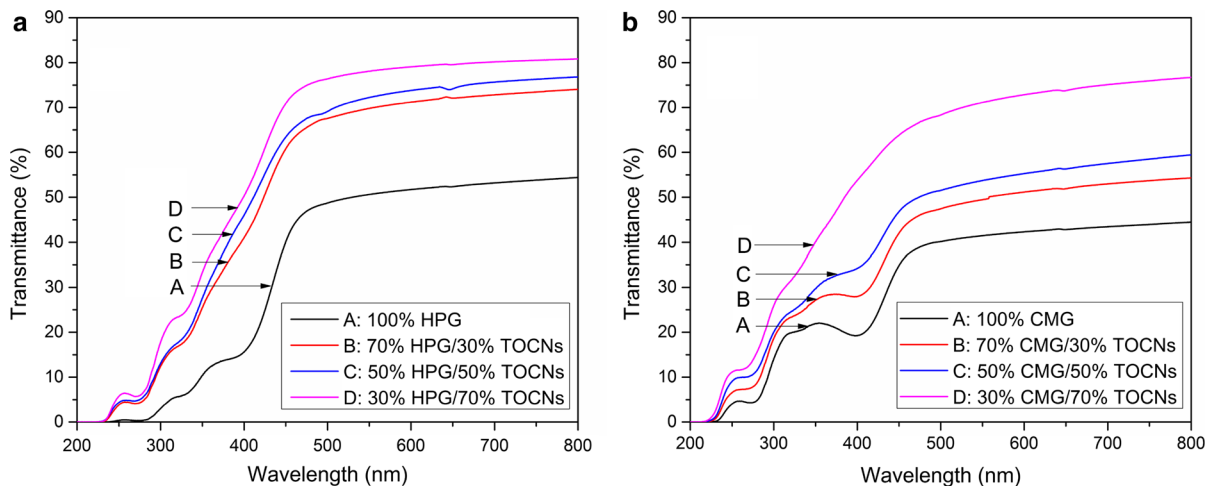 a
Transmittance (%)
90
80
70
60
50
40
30
20
10
0
D
C
B
A
A: 100% HPG
B: 70% HPG/30% TOCNs
C: 50% HPG/50% TOCNs
D: 30% HPG/70% TOCNs
200 300 400 500 600 700 800
Wavelength (nm)
b
Transmittance (%)
90
80
70
60
50
40
30
20
10
0
D
C
B
A
A: 100% CMG
B: 70% CMG/30% TOCNs
C: 50% CMG/50% TOCNs
D: 30% CMG/70% TOCNs
200 300 400 500 600 700 800
Wavelength (nm)